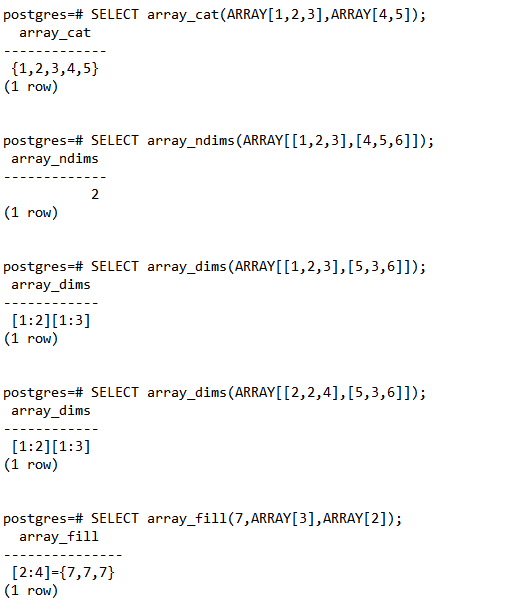 postgres=# SELECT array_cat(ARRAY[1,2,3],ARRAY[4,5]);
  array_cat
-------------
 {1,2,3,4,5}
(1 row)
postgres=# SELECT array_ndims(ARRAY[[1,2,3],[4,5,6]]);
 array_ndims
-------------
           2
(1 row)
postgres=# SELECT array_dims(ARRAY[[1,2,3],[5,3,6]]);
 array_dims
------------
 [1:2][1:3]
(1 row)
postgres=# SELECT array_dims(ARRAY[[2,2,4],[5,3,6]]);
 array_dims
------------
 [1:2][1:3]
(1 row)
postgres=# SELECT array_fill(7,ARRAY[3],ARRAY[2]);
  array_fill
---------------
 [2:4]={7,7,7}
(1 row)